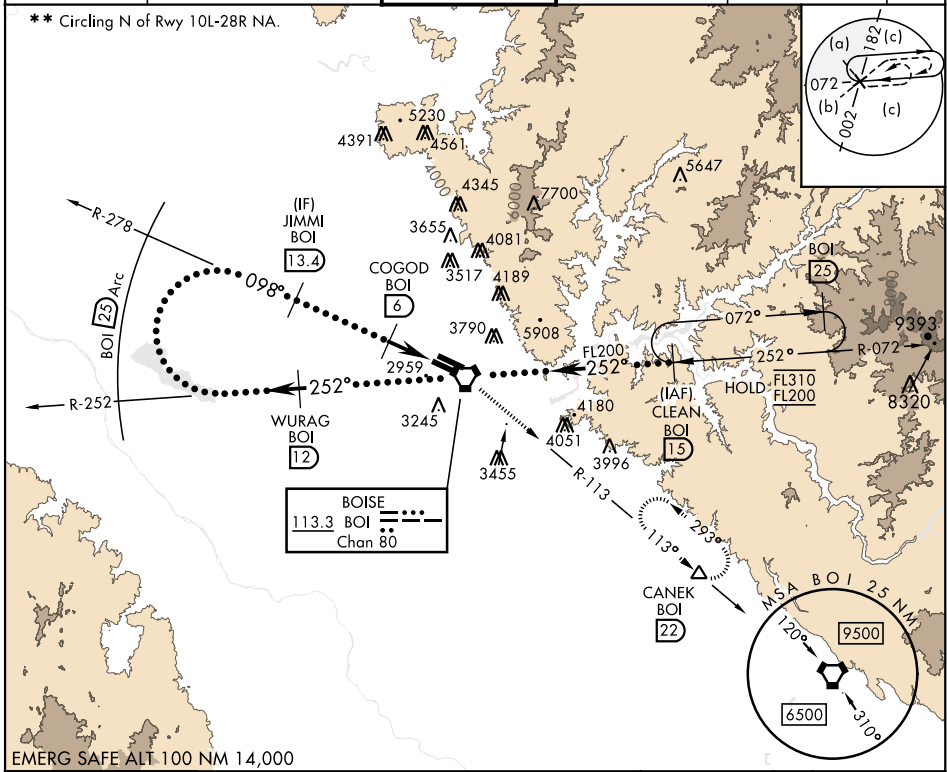 ** Circling N of Rwy 10L-28R NA.
(a)
182
(c)
072
(b)
(c)
002
5230
4391
4561
4000
4345
6000
7700
5647
3655
4081
3517
4189
R-278
(IF)
JIMMI
BOI
13.4
098°
COGOD
BOI
6
BOI 25 Arc
3790
5908
BOI
25
072°
8000
9393
FL200
252°
252°
R-072
2959
252°
HOLD
FL310
FL200
8320
R-252
WURAG
BOI
12
3245
(IAF)
CLEAN
BOI
15
4180
4051
3996
3455
R-113
BOISE
113.3 BOI
Chan 80
293°
113°
CANEK
BOI
22
MSA BOI 25 NM
120°
9500
6500
310°
EMERG SAFE ALT 100 NM 14,000